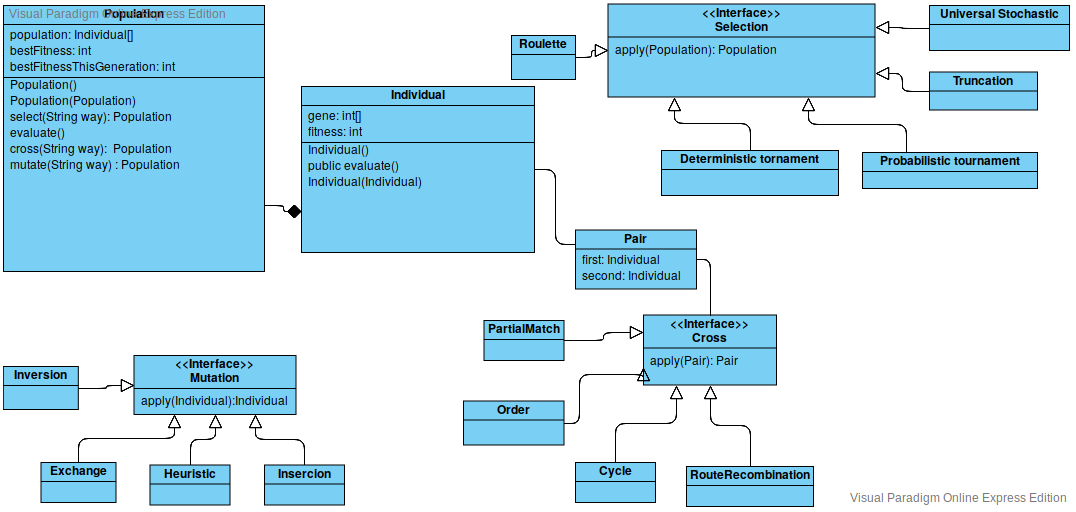 Visual Paradigm Online Express Edition
Population
population: Individual[]
bestFitness: int
bestFitnessThisGeneration: int
Population()
Population(Population)
select(String way): Population
evaluate()
cross(String way):  Population
mutate(String way) : Population
Individual
gene: int[]
fitness: int
Individual()
public evaluate()
Individual(Individual)
Roulette
<<Interface>>
Selection
apply(Population): Population
Universal Stochastic
Truncation
Deterministic tornament
Probabilistic tournament
Pair
first: Individual
second: Individual
PartialMatch
<<Interface>>
Cross
apply(Pair): Pair
Order
Cycle
RouteRecombination
Inversion
<<Interface>>
Mutation
apply(Individual):Individual
Exchange
Heuristic
Insercion
Visual Paradigm Online Express Edition